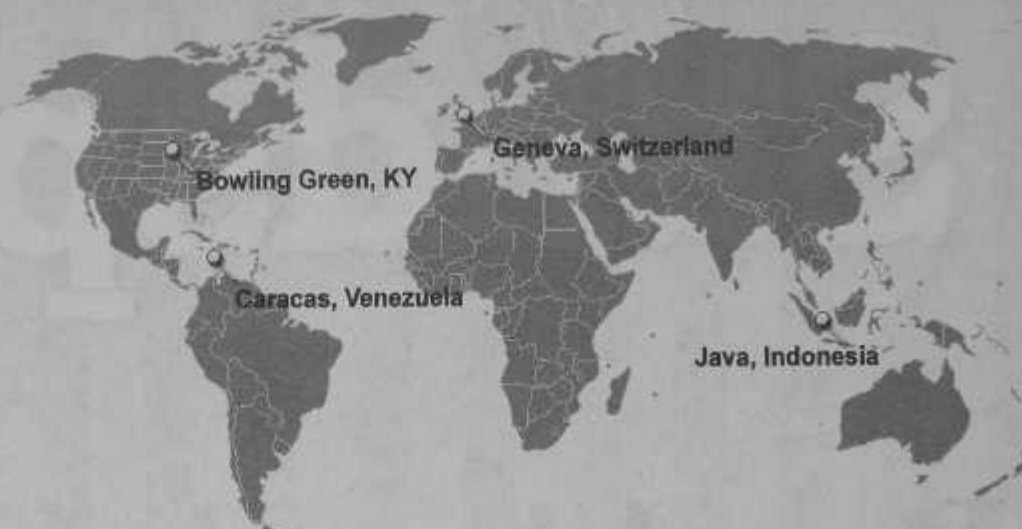 Geneva, Switzerland
Bowling Green, KY
Caracas, Venezuela
Java, Indonesia